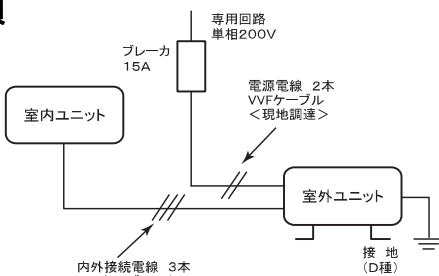 専用回路
単相200V
ブレーカ
15A
電源電線 2本
VVFケーブル
<現地調達>
室内ユニット
室外ユニット
接 地
(D種)
内外接続電線 3本